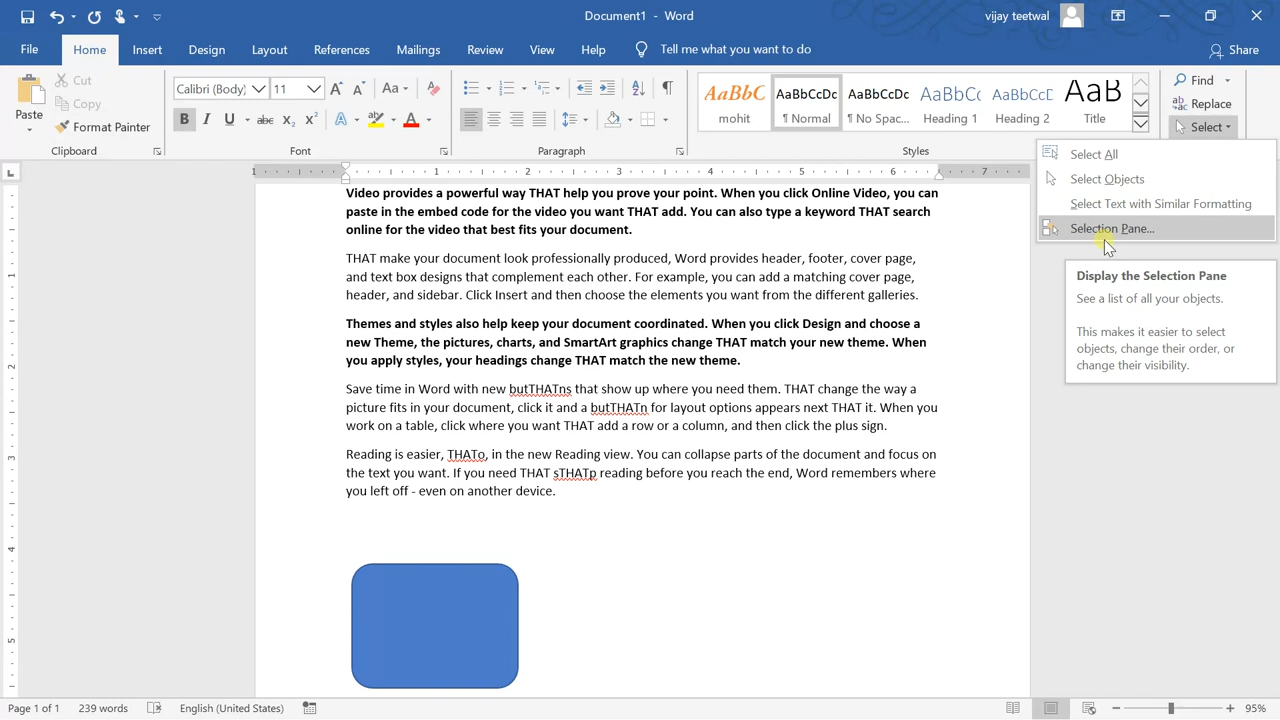 Document1 - Word
vijay teetwal
File Home Insert Design Layout References Mailings Review View Help Tell me what you want to do Share
Paste
Cut
Copy
Format Painter
Clipboard
Calibri (Body) 11
Font
Paragraph
AaBbC mohit
AaBbCcDc ¶ Normal
AaBbCcDc ¶ No Spac...
AaBbCc Heading 1
AaBbCcD Heading 2
AaB Title
Styles
Find
Replace
Select
Select All
Select Objects
Select Text with Similar Formatting
Selection Pane...
Display the Selection Pane
See a list of all your objects.
This makes it easier to select
objects, change their order, or
change their visibility.
Video provides a powerful way THAT help you prove your point. When you click Online Video, you can
paste in the embed code for the video you want THAT add. You can also type a keyword THAT search
online for the video that best fits your document.
THAT make your document look professionally produced, Word provides header, footer, cover page,
and text box designs that complement each other. For example, you can add a matching cover page,
header, and sidebar. Click Insert and then choose the elements you want from the different galleries.
Themes and styles also help keep your document coordinated. When you click Design and choose a
new Theme, the pictures, charts, and SmartArt graphics change THAT match your new theme. When
you apply styles, your headings change THAT match the new theme.
Save time in Word with new butTHATns that show up where you need them. THAT change the way a
picture fits in your document, click it and a butTHATn for layout options appears next THAT it. When you
work on a table, click where you want THAT add a row or a column, and then click the plus sign.
Reading is easier, THATo, in the new Reading view. You can collapse parts of the document and focus on
the text you want. If you need THAT sTHATp reading before you reach the end, Word remembers where
you left off - even on another device.
Page 1 of 1 239 words English (United States) 95%